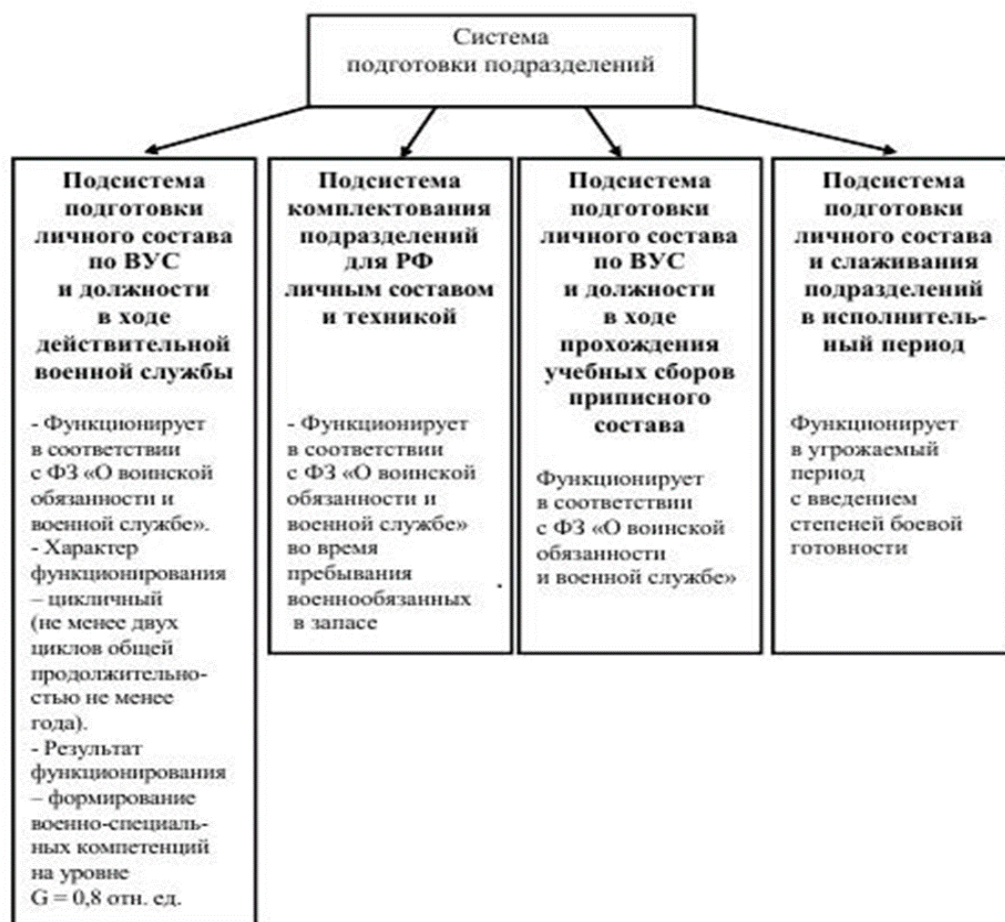 Система
подготовки подразделений
Подсистема
подготовки
личного состава
по ВУС
и должности
в ходе
действительной
военной службы
- Функционирует
в соответствии
с ФЗ «О воинской
обязанности и
военной службе».
- Характер
функционирования
– цикличный
(не менее двух
циклов общей
продолжительно-
стью не менее
года).
- Результат
функционирования
– формирование
военно-специаль-
ных компетенций
на уровне
G = 0,8 отн. ед.
Подсистема
комплектования
подразделений
для РФ
личным составом
и техникой
- Функционирует
в соответствии
с ФЗ «О воинской
обязанности и
военной службе»
во время
пребывания
военнообязанных
в запасе
Подсистема
подготовки
личного состава
по ВУС
и должности
в ходе
прохождения
учебных сборов
приписного
состава
Функционирует
в соответствии
с ФЗ «О воинской
обязанности
и военной службе»
Подсистема
подготовки
личного состава
и слаживания
подразделений
в исполнитель-
ный период
Функционирует
в угрожаемый
период
с введением
степеней боевой
готовности